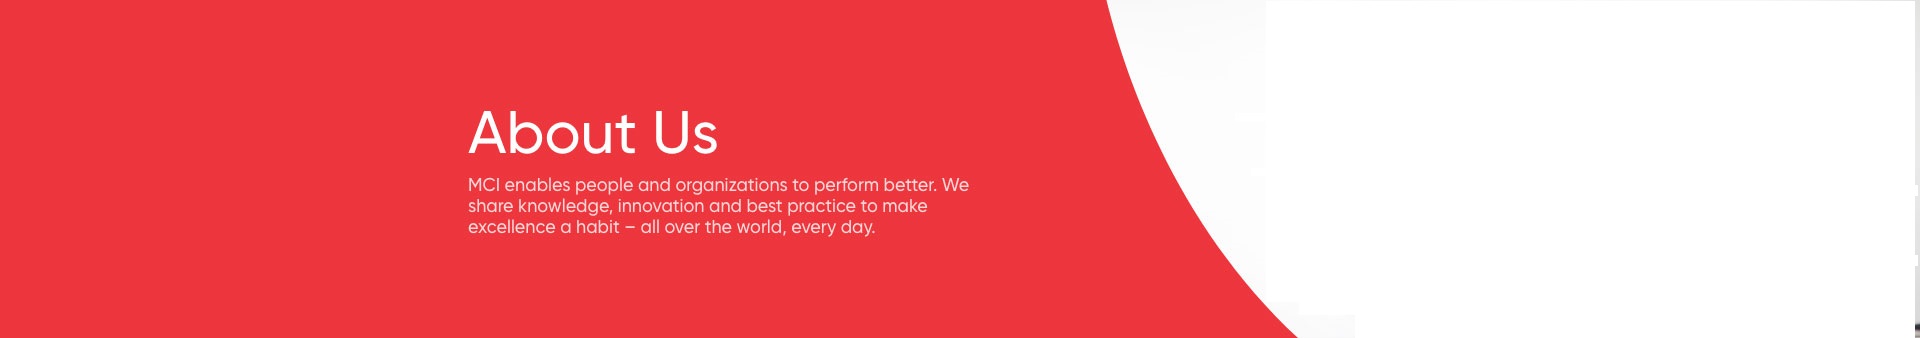 About Us
MCI enables people and organizations to perform better. We
share knowledge, innovation and best practice to make
excellence a habit – all over the world, every day.